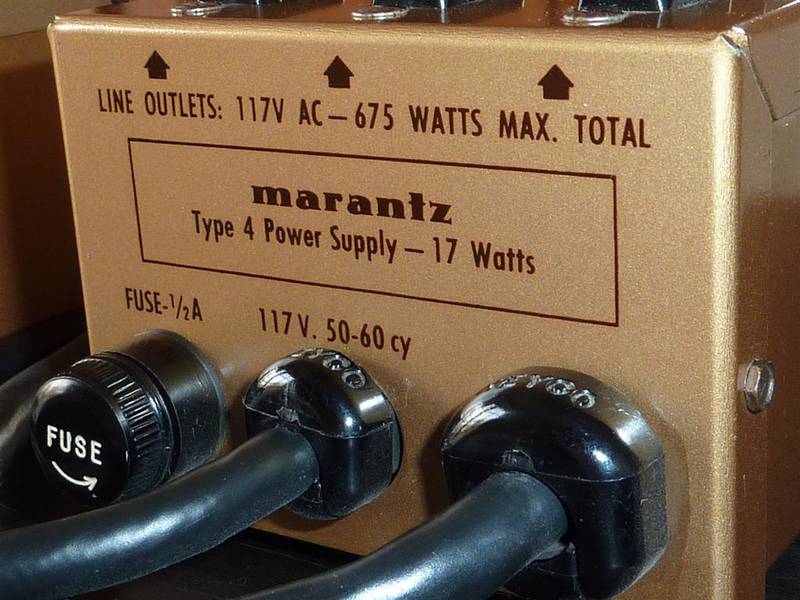 LINE OUTLETS: 117V AC – 675 WATTS MAX. TOTAL
marantz
Type 4 Power Supply – 17 Watts
FUSE-½A
117 V. 50-60 cy
FUSE